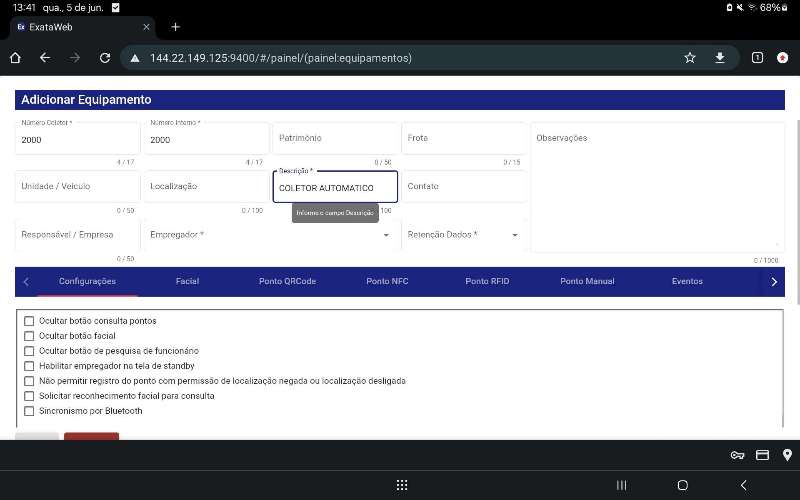 13:41 qua., 5 de jun.
68%
Ex ExataWeb
144.22.149.125:9400/#/painel/(painel:equipamentos)
1
Adicionar Equipamento
Número Coletor *
2000
4 / 17
Número Interno *
2000
4 / 17
Patrimônio
0 / 50
Frota
0 / 15
Observações
0 / 1000
Unidade / Veículo
0 / 50
Localização
0 / 100
Descrição *
COLETOR AUTOMATICO
100
Informe o campo Descrição
Contato
Responsável / Empresa
0 / 50
Empregador *
Retenção Dados *
Configurações
Facial
Ponto QRCode
Ponto NFC
Ponto RFID
Ponto Manual
Eventos
Ocultar botão consulta pontos
Ocultar botão facial
Ocultar botão de pesquisa de funcionário
Habilitar empregador na tela de standby
Não permitir registro do ponto com permissão de localização negada ou localização desligada
Solicitar reconhecimento facial para consulta
Sincronismo por Bluetooth